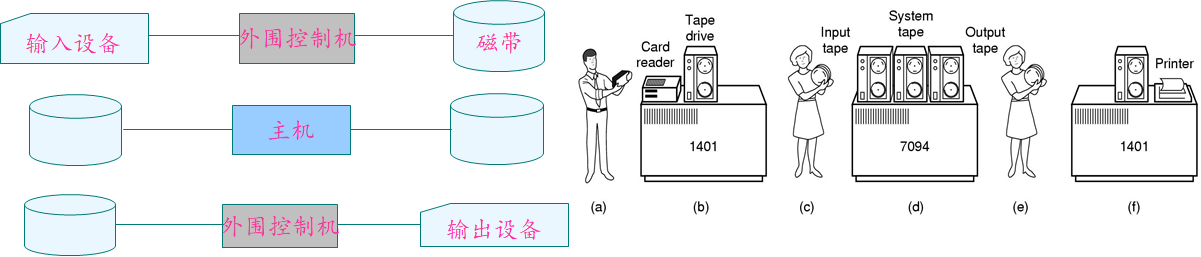 输入设备
外围控制机
磁带
主机
外围控制机
输出设备
Card
reader
Tape
drive
Input
tape
System
tape
Output
tape
Printer
1401
7094
1401
(a)
(b)
(c)
(d)
(e)
(f)